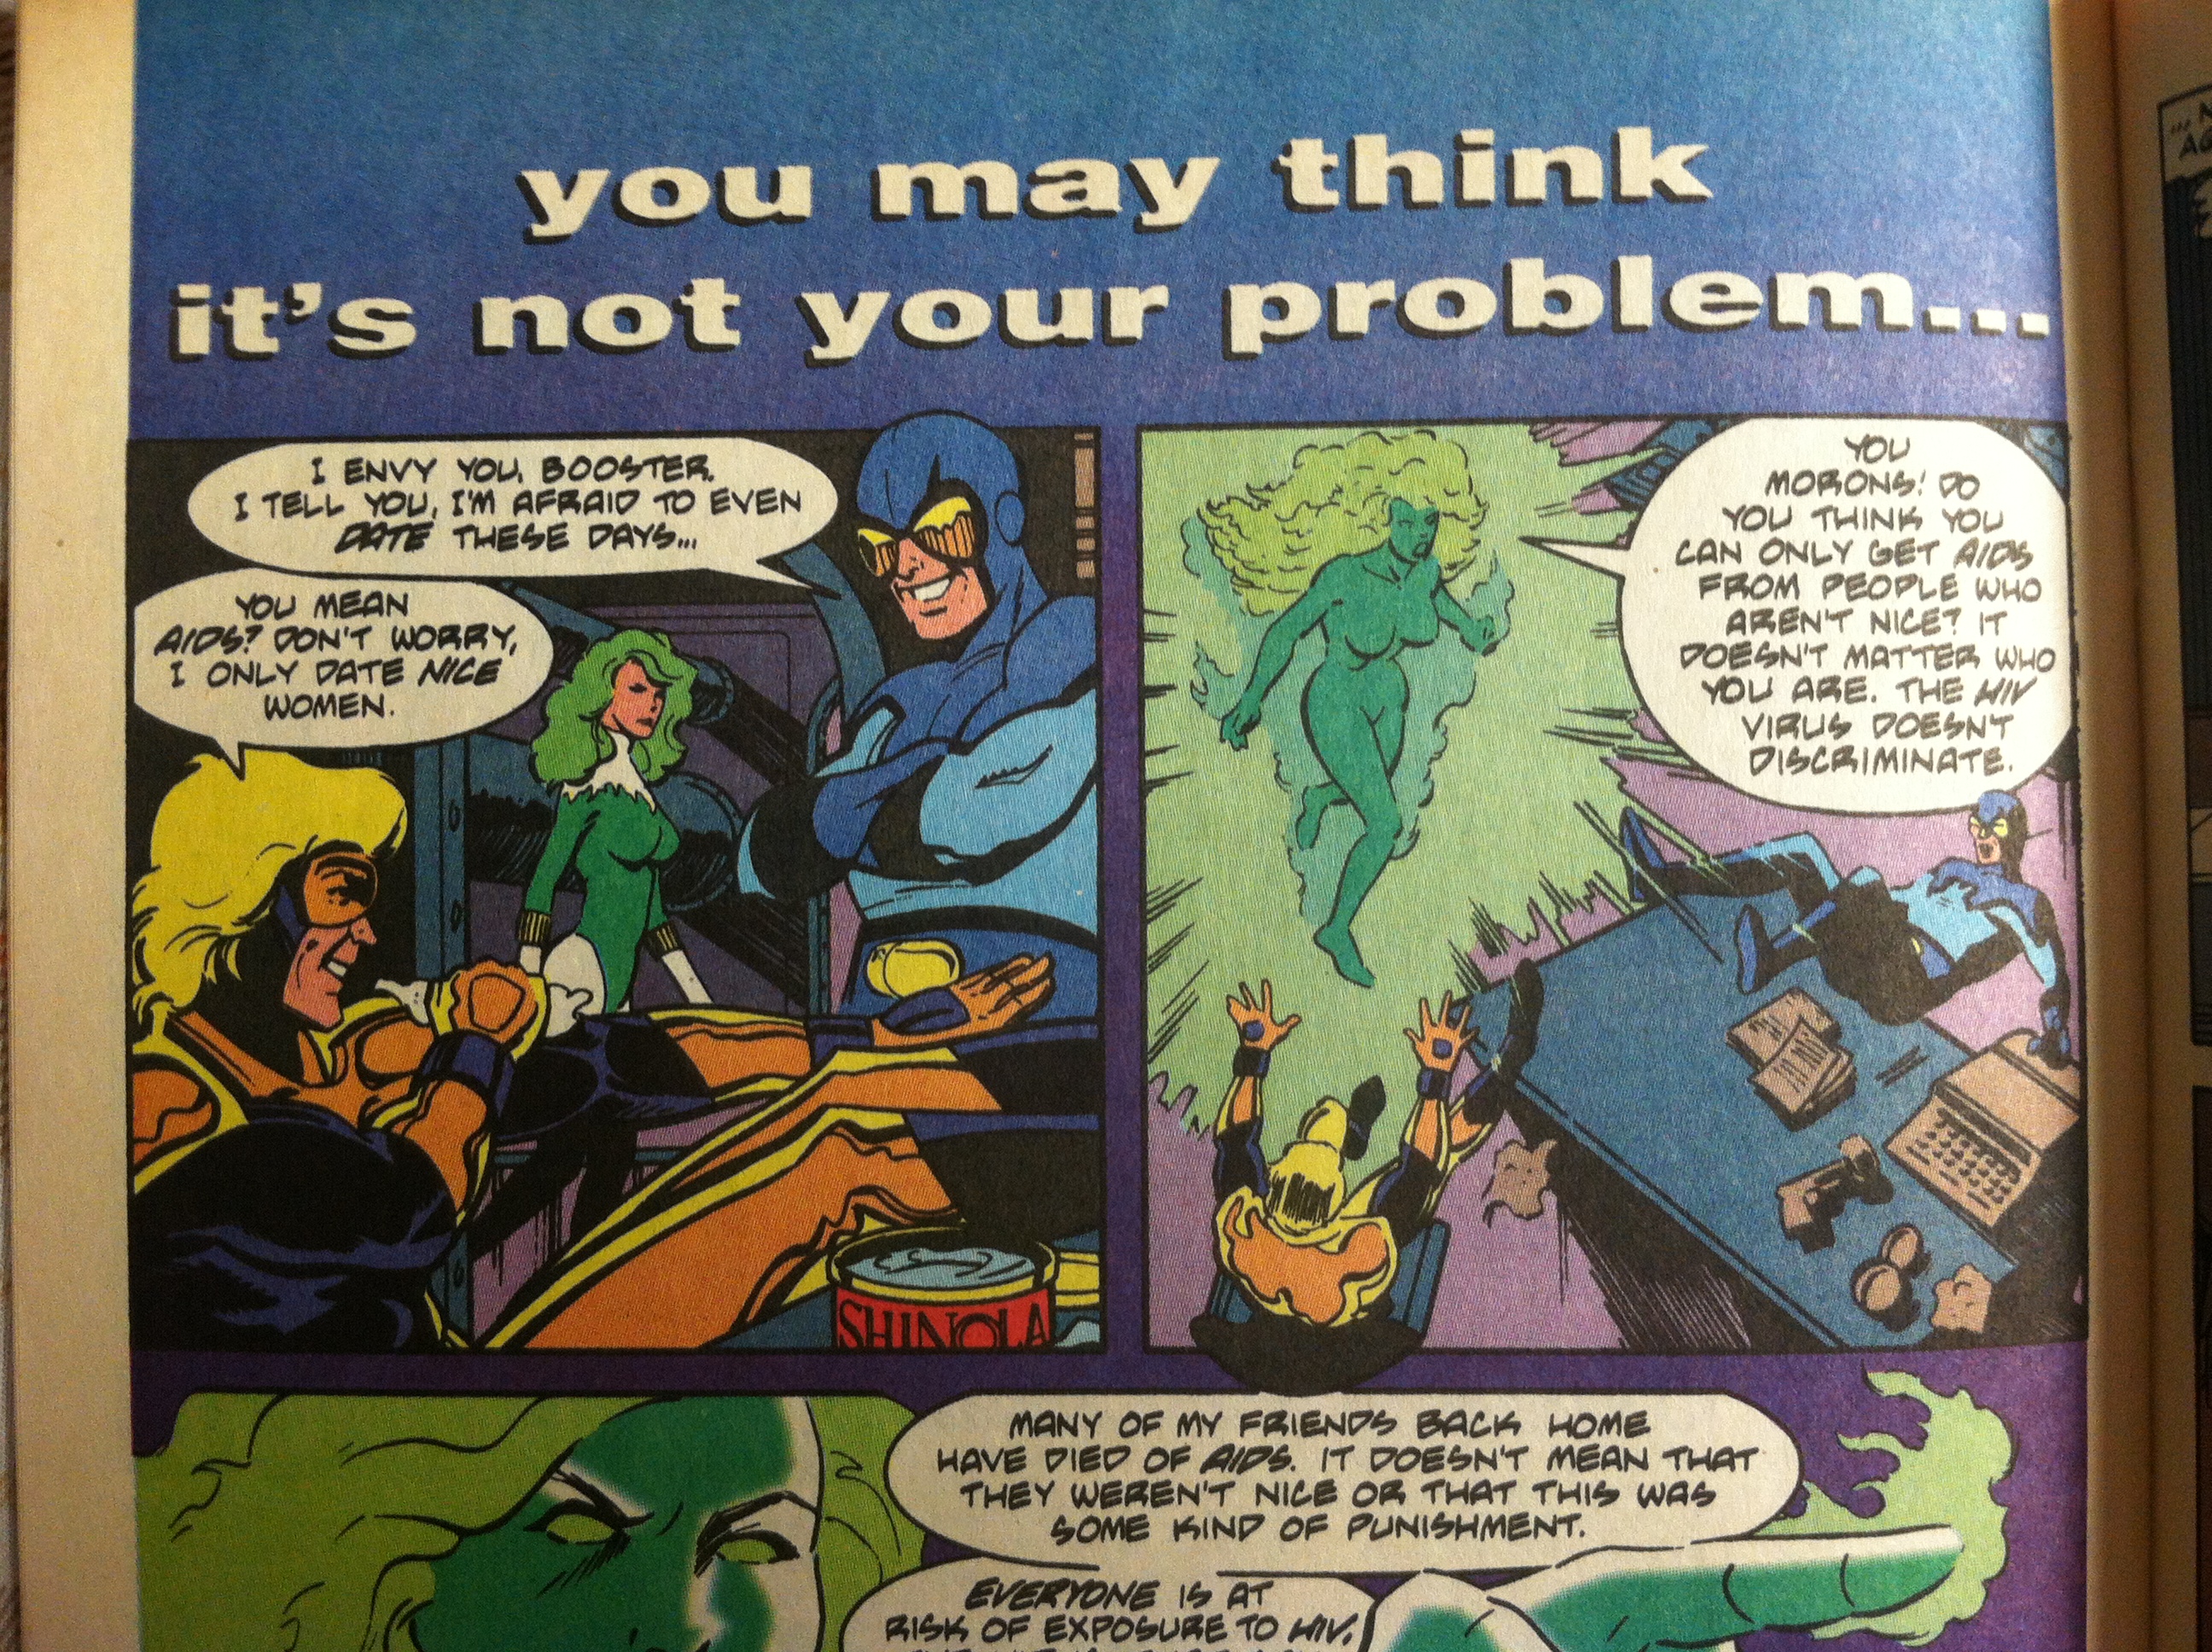 you may think
it's not your problem...
I ENVY YOU, BOOSTER.
I TELL YOU, I'M AFRAID TO EVEN
DATE THESE DAYS...
YOU MEAN
AIDS? DON'T WORRY,
I ONLY DATE NICE
WOMEN.
SHINOLA
YOU
MORONS! DO
YOU THINK YOU
CAN ONLY GET AIDS
FROM PEOPLE WHO
AREN'T NICE? IT
DOESN'T MATTER WHO
YOU ARE. THE HIV
VIRUS DOESN'T
DISCRIMINATE.
MANY OF MY FRIENDS BACK HOME
HAVE DIED OF AIDS. IT DOESN'T MEAN THAT
THEY WEREN'T NICE OR THAT THIS WAS
SOME KIND OF PUNISHMENT.
EVERYONE IS AT
RISK OF EXPOSURE TO HIV,